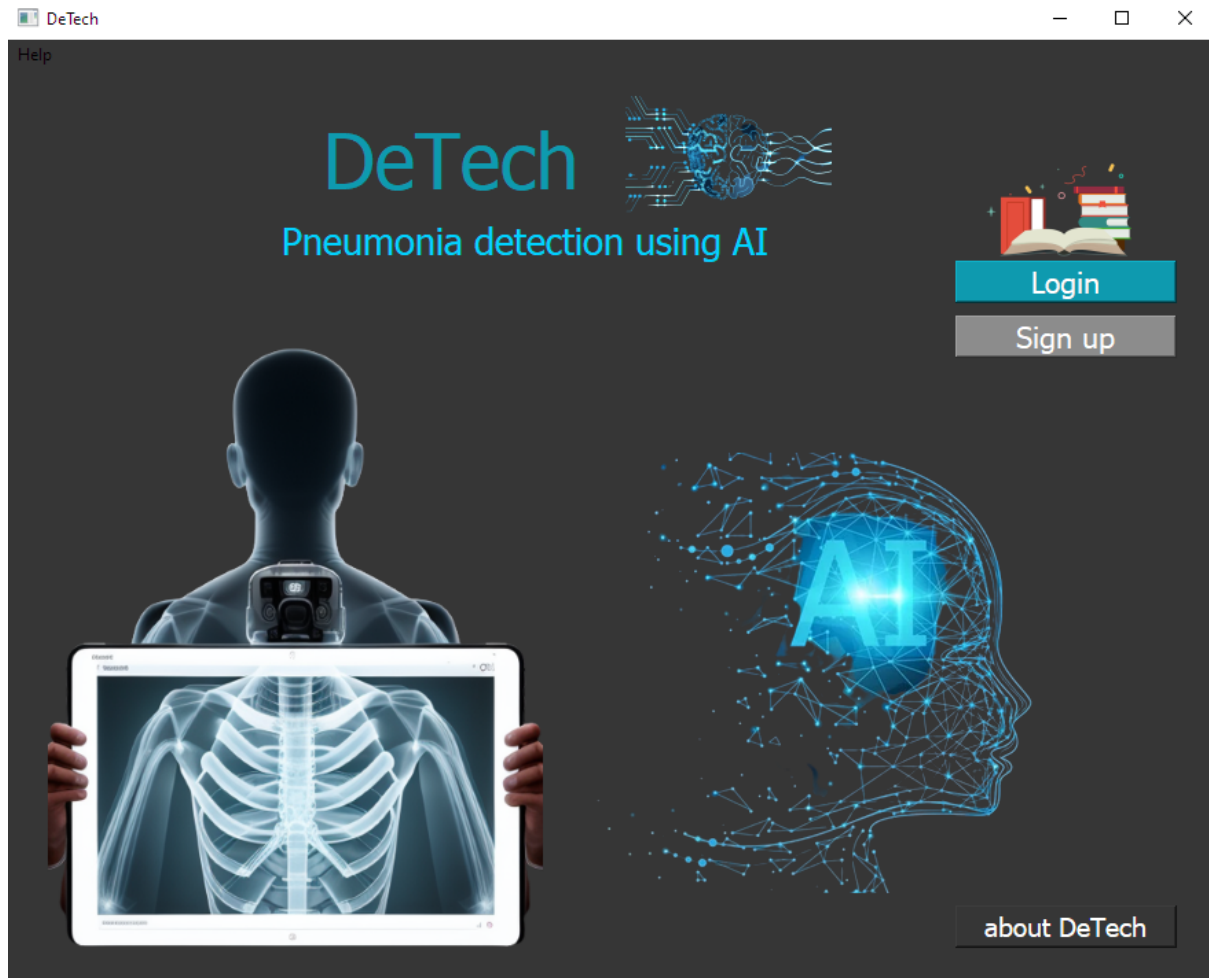 DeTech
Help
DeTech
Pneumonia detection using AI
Login
Sign up
AI
about DeTech